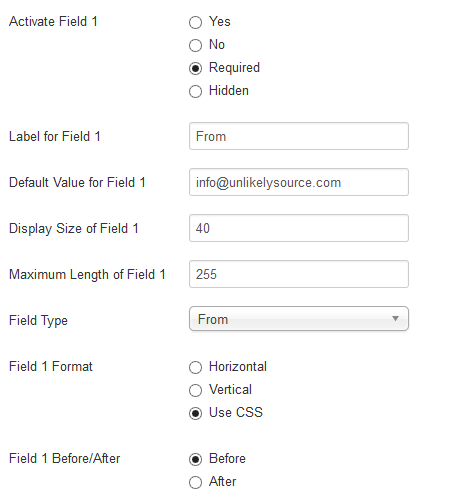 Activate Field 1 Yes
No
Required
Hidden
Label for Field 1 From
Default Value for Field 1 info@unlikelysource.com
Display Size of Field 1 40
Maximum Length of Field 1 255
Field Type From
Field 1 Format Horizontal
Vertical
Use CSS
Field 1 Before/After Before
After